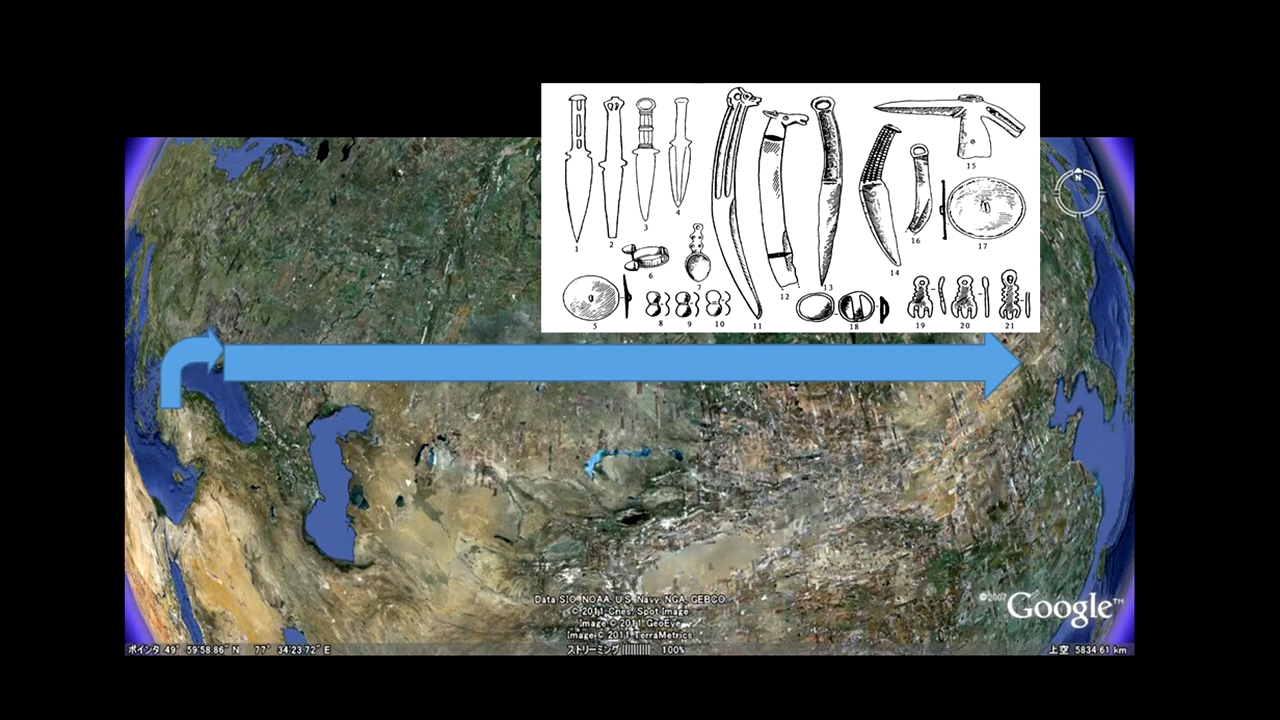 1 2 3 4 5 6 7 8 9 10 11 12 13 14 15 16 17 18 19 20 21
N
Data SIO, NOAA, U.S. Navy, NGA, GEBCO
© 2011 Cnes/Spot Image
Image © 2011 GeoEye
Image © 2011 TerraMetrics
©2007 Google™
ポインタ 49° 59'58.86" N 77° 34'23.72" E
ストリーミング |||||||||| 100%
上空 5834.61 km